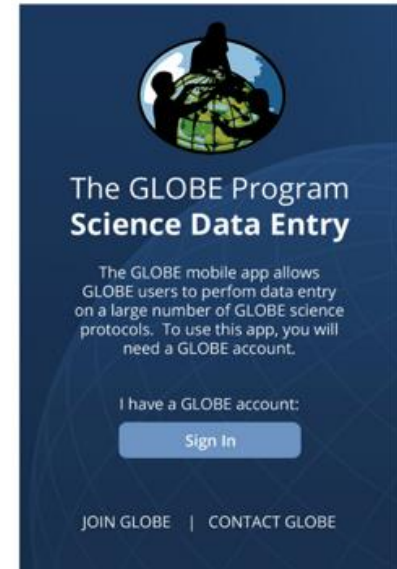 The GLOBE Program
Science Data Entry
The GLOBE mobile app allows
GLOBE users to perfom data entry
on a large number of GLOBE science
protocols. To use this app, you will
need a GLOBE account.
I have a GLOBE account:
Sign In
JOIN GLOBE | CONTACT GLOBE